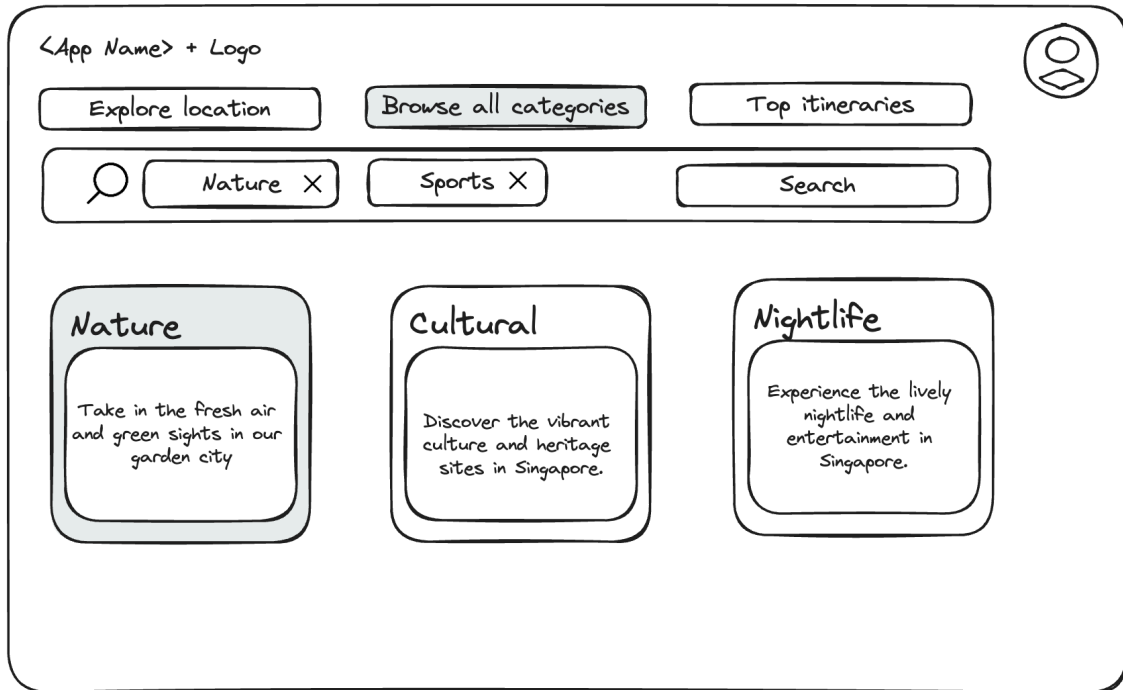 <App Name> + Logo
Explore location
Browse all categories
Top itineraries
Nature X
Sports X
Search
Nature
Take in the fresh air
and green sights in our
garden city
Cultural
Discover the vibrant
culture and heritage
sites in Singapore.
Nightlife
Experience the lively
nightlife and
entertainment in
Singapore.